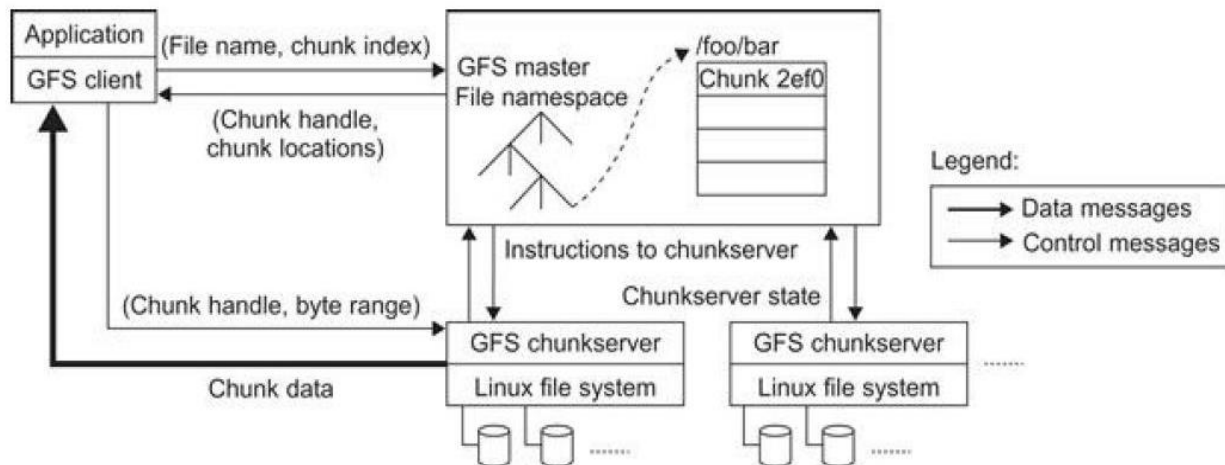 Application
GFS client
(File name, chunk index)
(Chunk handle,
chunk locations)
GFS master
File namespace
/foo/bar
Chunk 2ef0
Legend:
Data messages
Control messages
Instructions to chunkserver
Chunkserver state
(Chunk handle, byte range)
Chunk data
GFS chunkserver
Linux file system
GFS chunkserver
Linux file system